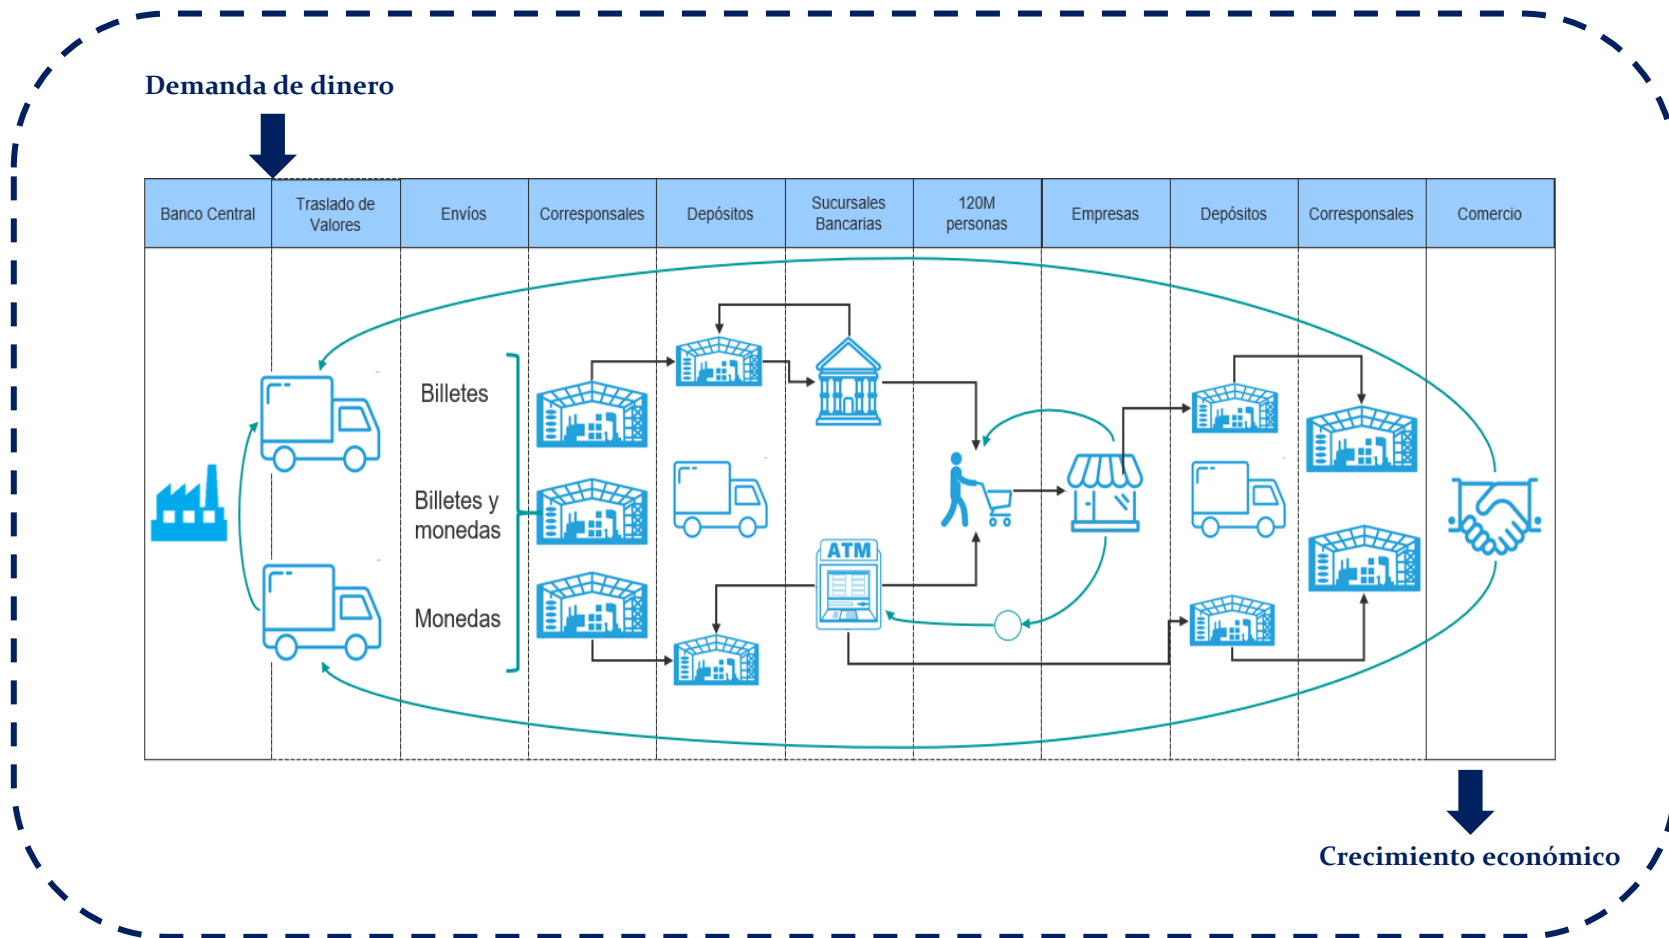 Demanda de dinero
Banco Central
Traslado de
Valores
Envíos
Corresponsales
Depósitos
Sucursales
Bancarias
120M
personas
Empresas
Depósitos
Corresponsales
Comercio
Billetes
Billetes y
monedas
Monedas
ATM
Crecimiento económico